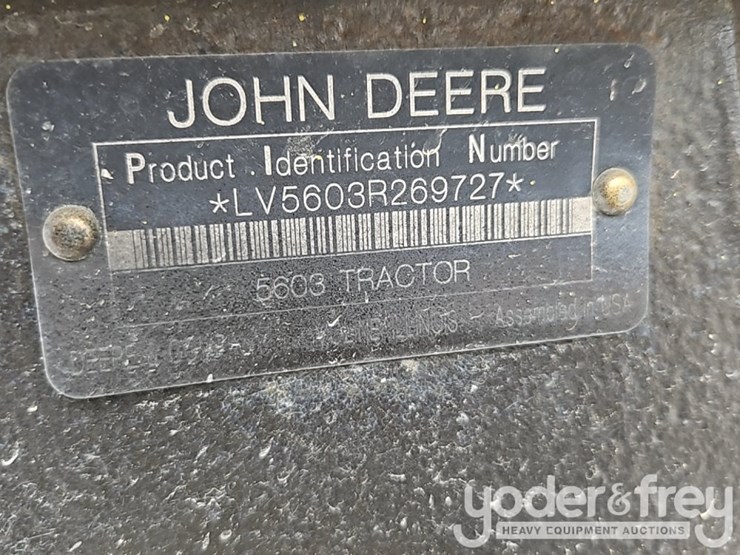 JOHN DEERE
Product Identification Number
*LV5603R269727*
5603 TRACTOR
Assembled in USA
yoder&frey
HEAVY EQUIPMENT AUCTIONS